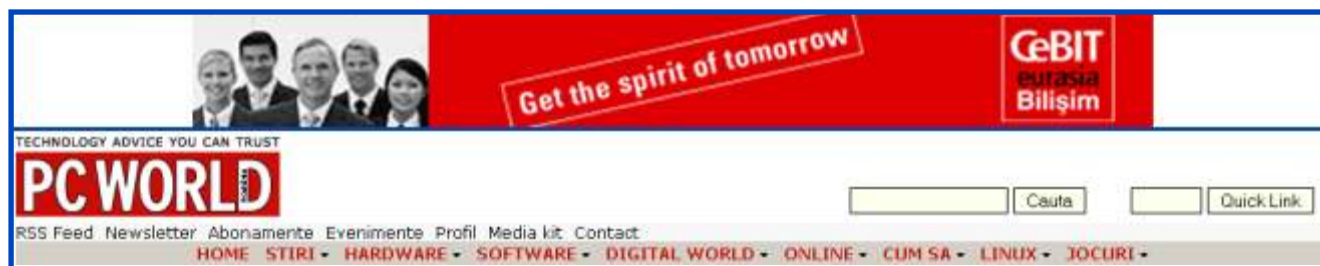 Get the spirit of tomorrow
CeBIT
eurasia
Bilişim
TECHNOLOGY ADVICE YOU CAN TRUST
PC WORLD
Cauta Quick Link
RSS Feed Newsletter Abonamente Evenimente Profil Media kit Contact
HOME STIRI HARDWARE SOFTWARE DIGITAL WORLD ONLINE CUM SA LINUX JOCURI